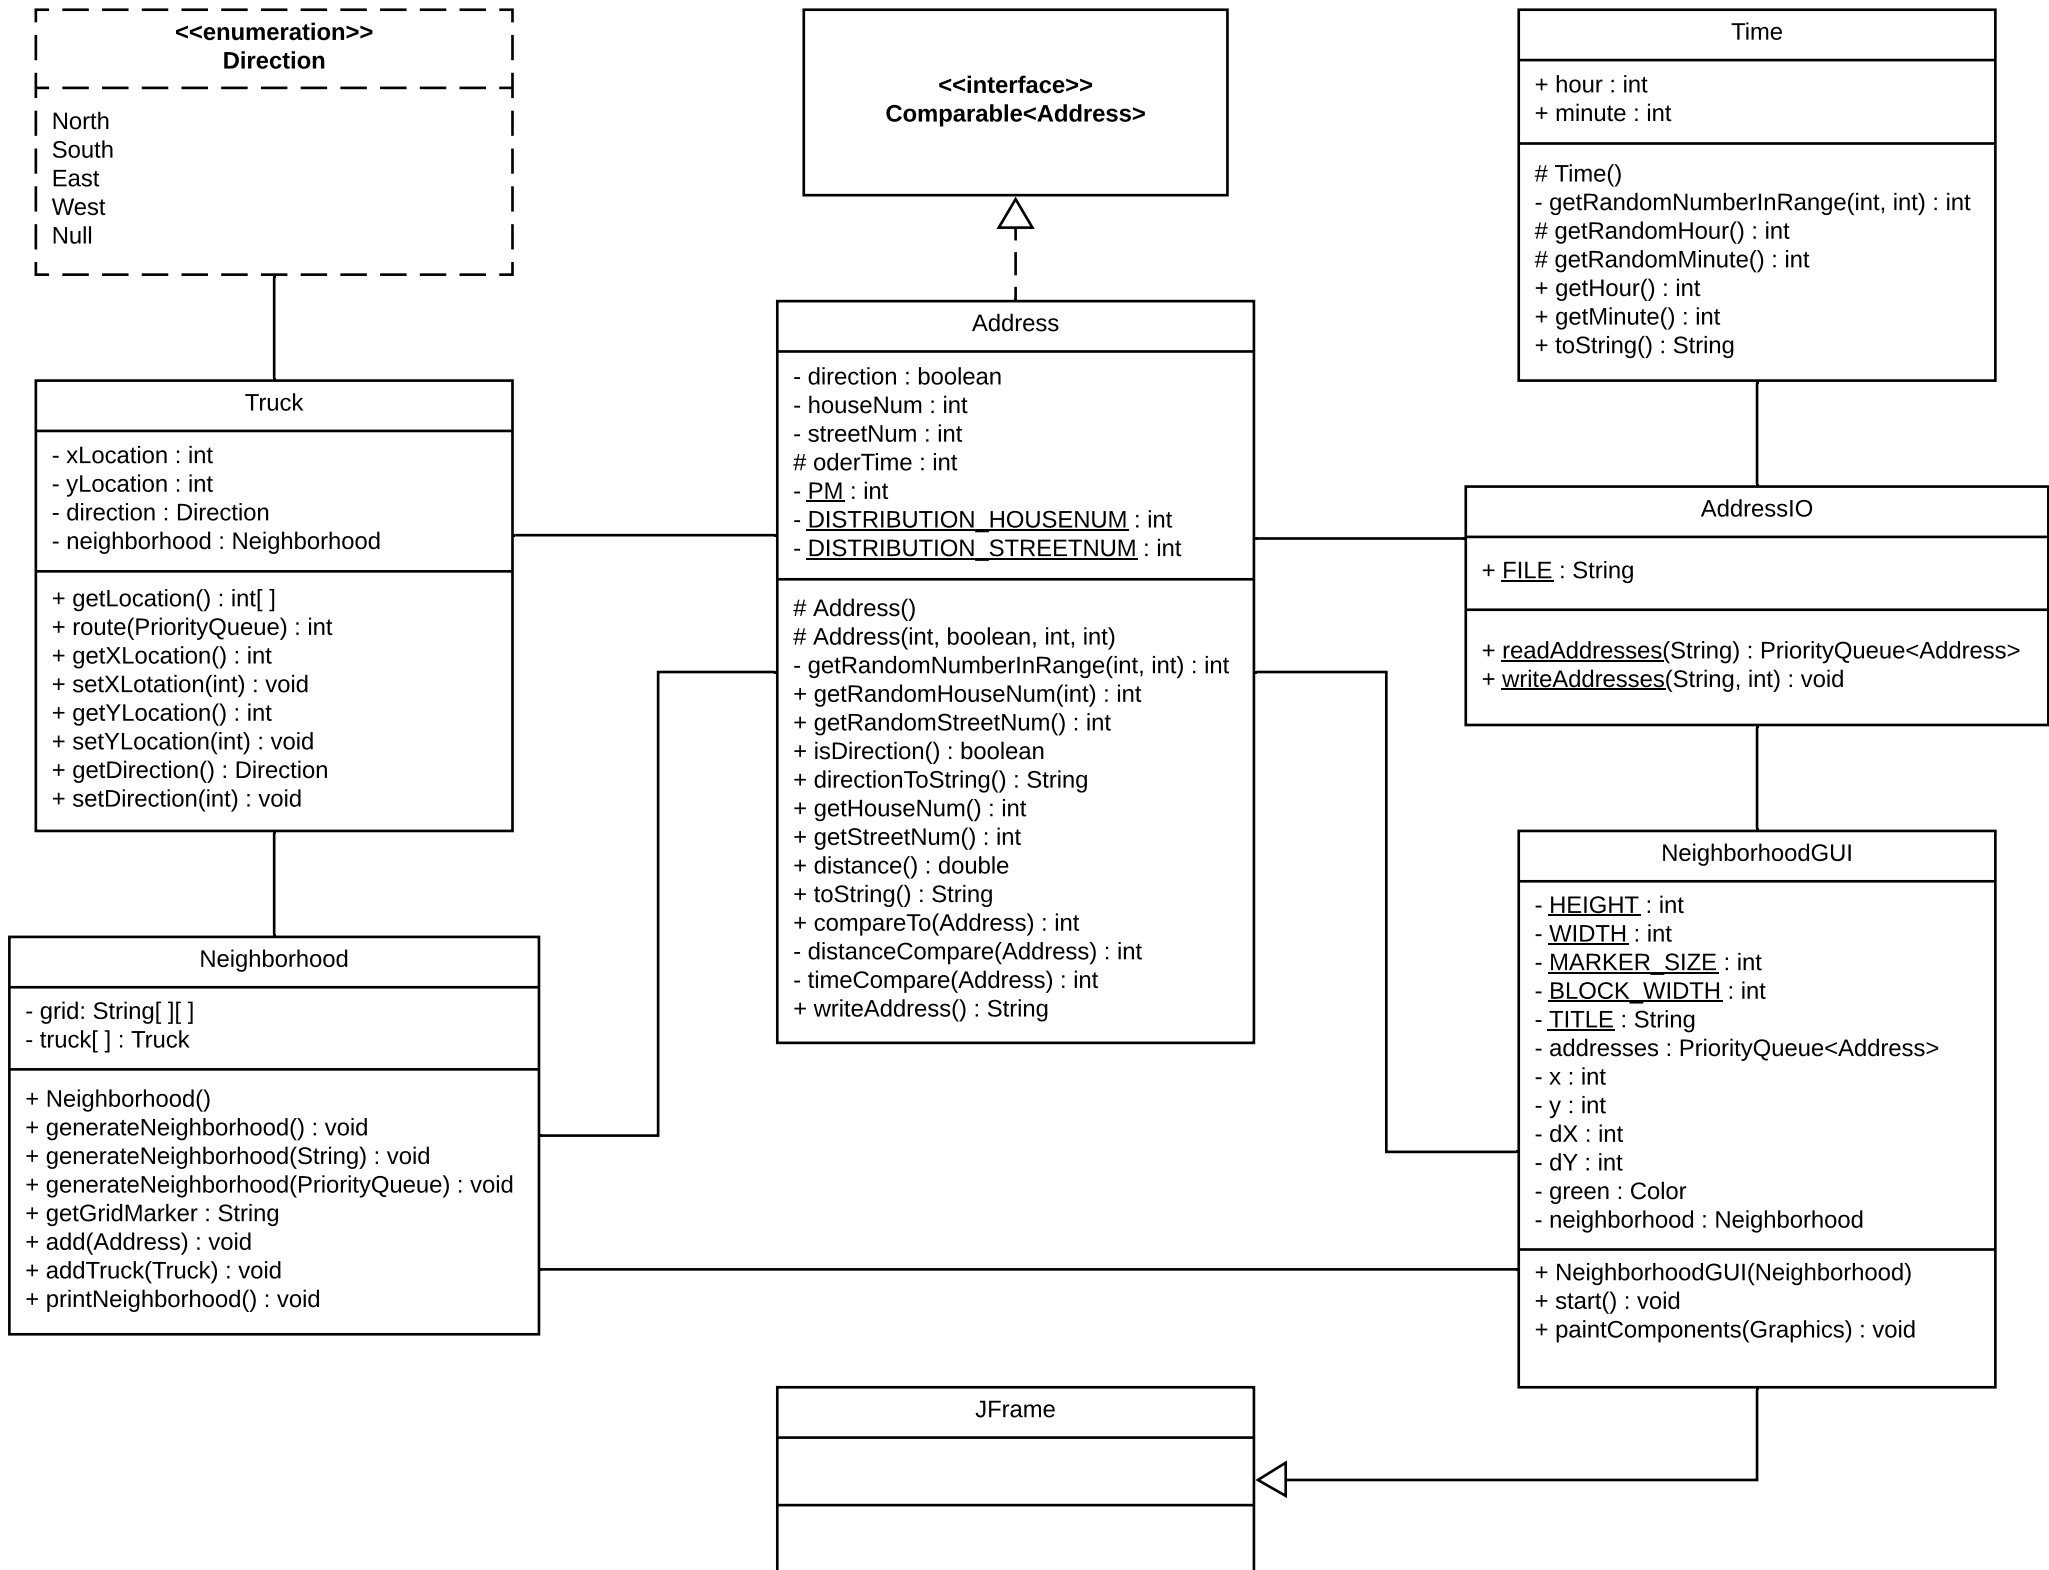 <<enumeration>>
Direction
North
South
East
West
Null
<<interface>>
Comparable<Address>
Time
+ hour : int
+ minute : int
# Time()
- getRandomNumberInRange(int, int) : int
# getRandomHour() : int
# getRandomMinute() : int
+ getHour() : int
+ getMinute() : int
+ toString() : String
Truck
- xLocation : int
- yLocation : int
- direction : Direction
- neighborhood : Neighborhood
+ getLocation() : int[ ]
+ route(PriorityQueue) : int
+ getXLocation() : int
+ setXLotation(int) : void
+ getYLocation() : int
+ setYLocation(int) : void
+ getDirection() : Direction
+ setDirection(int) : void
Address
- direction : boolean
- houseNum : int
- streetNum : int
# oderTime : int
- PM : int
- DISTRIBUTION_HOUSENUM : int
- DISTRIBUTION_STREETNUM : int
# Address()
# Address(int, boolean, int, int)
- getRandomNumberInRange(int, int) : int
+ getRandomHouseNum(int) : int
+ getRandomStreetNum() : int
+ isDirection() : boolean
+ directionToString() : String
+ getHouseNum() : int
+ getStreetNum() : int
+ distance() : double
+ toString() : String
+ compareTo(Address) : int
- distanceCompare(Address) : int
- timeCompare(Address) : int
+ writeAddress() : String
AddressIO
+ FILE : String
+ readAddresses(String) : PriorityQueue<Address>
+ writeAddresses(String, int) : void
Neighborhood
- grid: String[ ][ ]
- truck[ ] : Truck
+ Neighborhood()
+ generateNeighborhood() : void
+ generateNeighborhood(String) : void
+ generateNeighborhood(PriorityQueue) : void
+ getGridMarker : String
+ add(Address) : void
+ addTruck(Truck) : void
+ printNeighborhood() : void
NeighborhoodGUI
- HEIGHT : int
- WIDTH : int
- MARKER_SIZE : int
- BLOCK_WIDTH : int
- TITLE : String
- addresses : PriorityQueue<Address>
- x : int
- y : int
- dX : int
- dY : int
- green : Color
- neighborhood : Neighborhood
+ NeighborhoodGUI(Neighborhood)
+ start() : void
+ paintComponents(Graphics) : void
JFrame